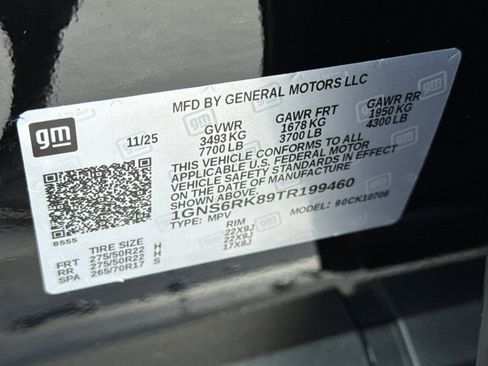 MFD BY GENERAL MOTORS LLC
gm
11/25 GVWR GAWR FRT GAWR RR
3493 KG 1678 KG 1950 KG
7700 LB 3700 LB 4300 LB
THIS VEHICLE CONFORMS TO ALL
APPLICABLE U.S. FEDERAL MOTOR
VEHICLE SAFETY STANDARDS IN EFFECT
ON THE DATE OF MANUFACTURE
1GNS6RK89TR199460
TYPE: MPV MODEL: 90CK10706
8555
TIRE SIZE RIM
FRT 275/50R22 H 22X9J
RR 275/50R22 H 22X9J
SPA 265/70R17 S 17X8J